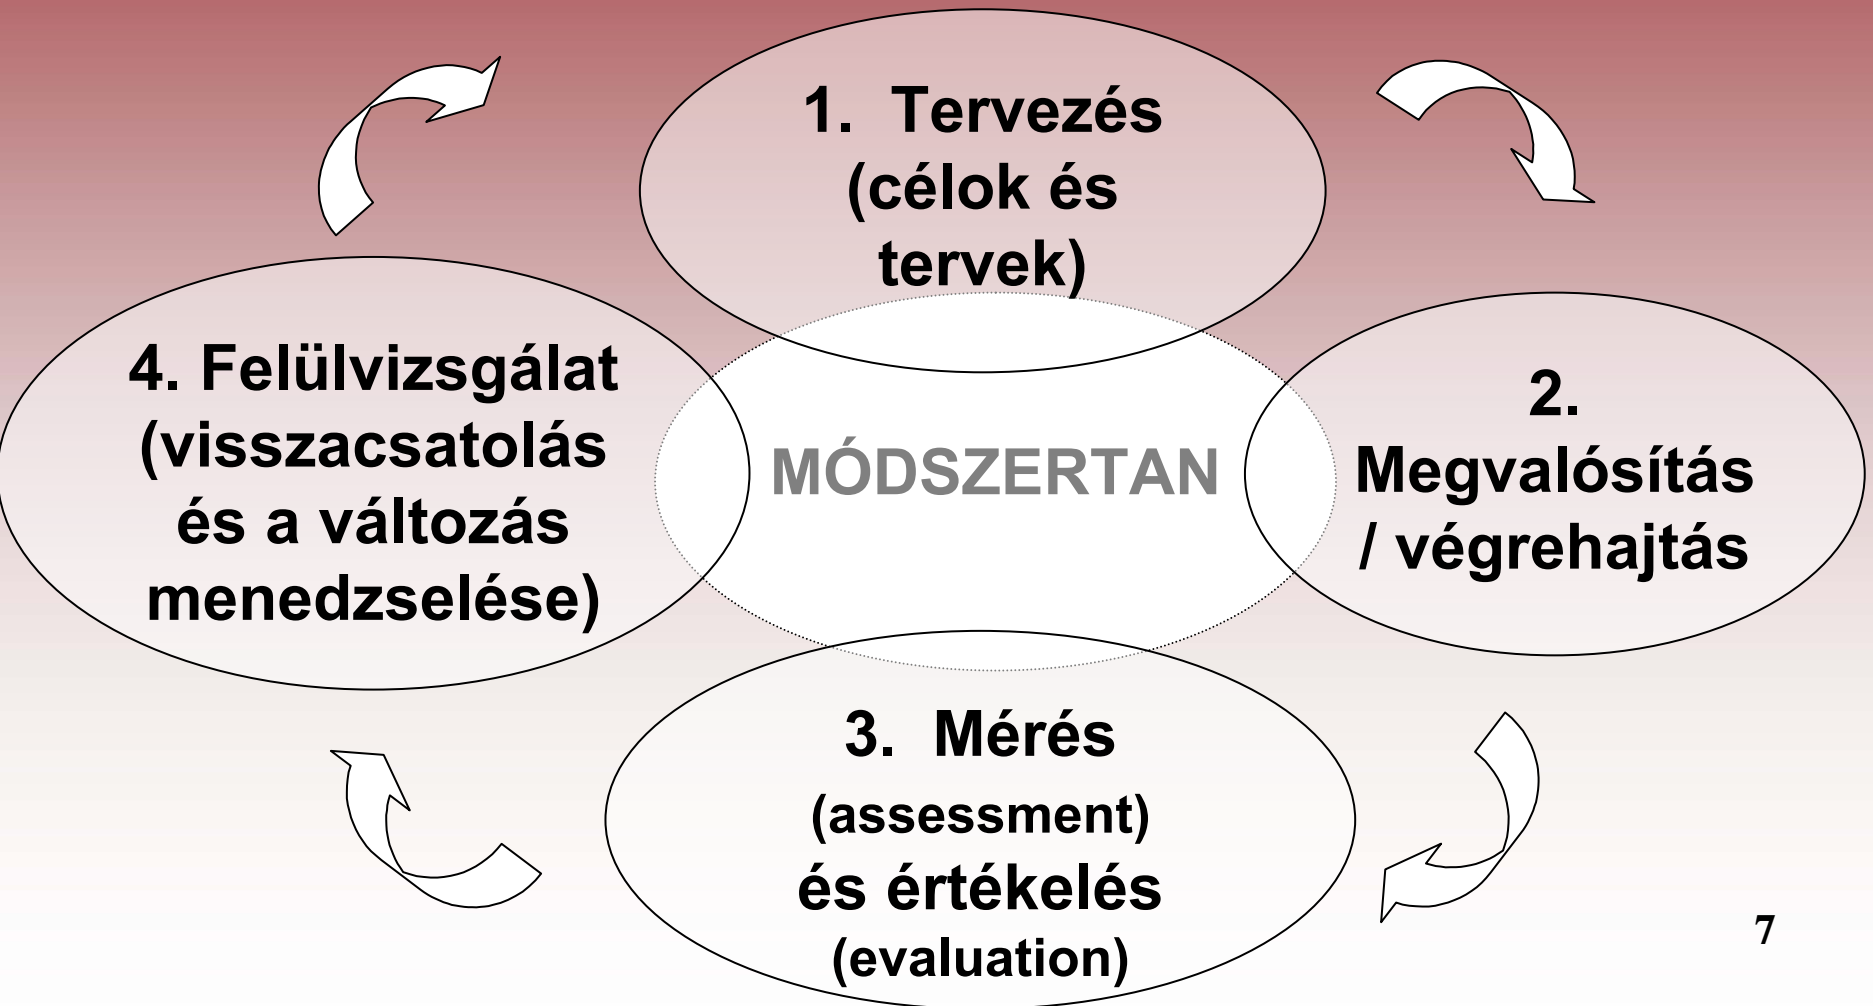 1. Tervezés
(célok és
tervek)
4. Felülvizsgálat
(visszacsatolás
és a változás
menedzselése)
MÓDSZERTAN
2.
Megvalósítás
/ végrehajtás
3. Mérés
(assessment)
és értékelés
(evaluation)
7